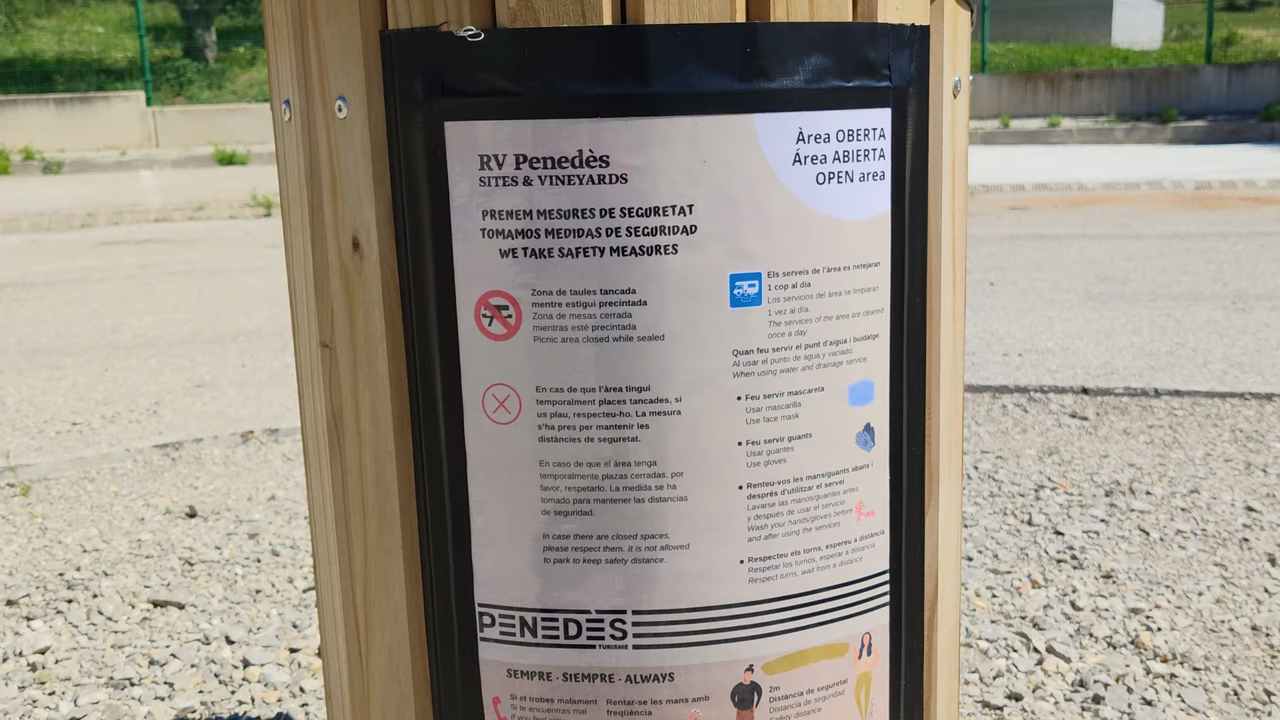 Àrea OBERTA
Área ABIERTA
OPEN area
RV Penedès
SITES & VINEYARDS
PRENEM MESURES DE SEGURETAT
TOMAMOS MEDIDAS DE SEGURIDAD
WE TAKE SAFETY MEASURES
Zona de taules tancada
mentre estigui precintada
Zona de mesas cerrada
mientras esté precintada
Picnic area closed while sealed
En cas de que l'àrea tingui
temporalment places tancades, si
us plau, respecteu-ho. La mesura
s'ha pres per mantenir les
distàncies de seguretat.
En caso de que el área tenga
temporalmente plazas cerradas, por
favor, respetarlo. La medida se ha
tomado para mantener las distancias
de seguridad.
In case there are closed spaces,
please respect them. It is not allowed
to park to keep safety distance.
Els serveis de l'àrea es netejaran
1 cop al dia
Los servicios del área se limpiaran
1 vez al día.
The services of the area are cleaned
once a day
Quan feu servir el punt d'aigua i buidatge:
Al usar el punto de agua y vaciado:
When using water and drainage service:
• Feu servir mascareta
Usar mascarilla
Use face mask
• Feu servir guants
Usar guantes
Use gloves
• Renteu-vos les mans/guants abans i
després d'utilitzar el servei
Lavarse las manos/guantes antes
y después de usar el servicio
Wash your hands/gloves before
and after using the services
• Respecteu els torns, espereu a distància
Respetar los turnos, esperar a distancia
Respect turns, wait from a distance
PENEDÈS
TURISME
SEMPRE - SIEMPRE - ALWAYS
Si et trobes malament
Si te encuentras mal
If you feel
Rentar-se les mans amb
freqüència
2m
Distància de seguretat
Distancia de seguridad
Safety distance